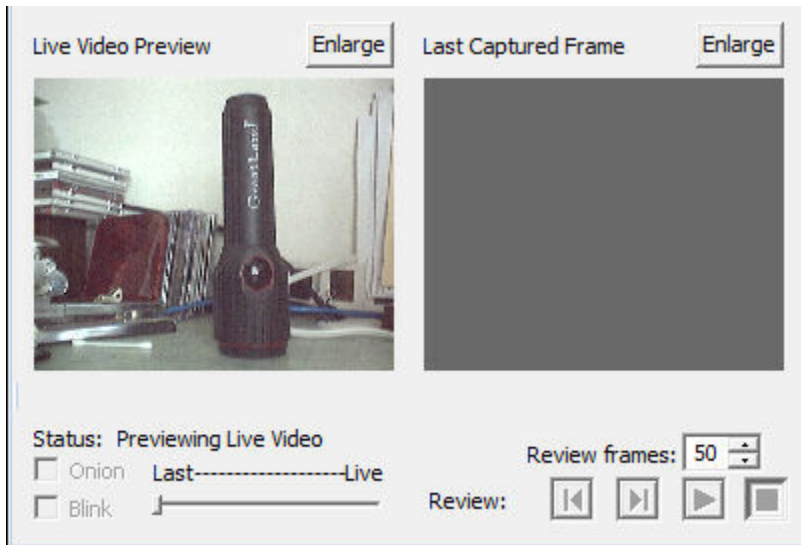 Live Video Preview
Enlarge
Last Captured Frame
Enlarge
GreatLand
Status: Previewing Live Video
Onion
Last--------------------Live
Blink
Review frames: 50
Review: